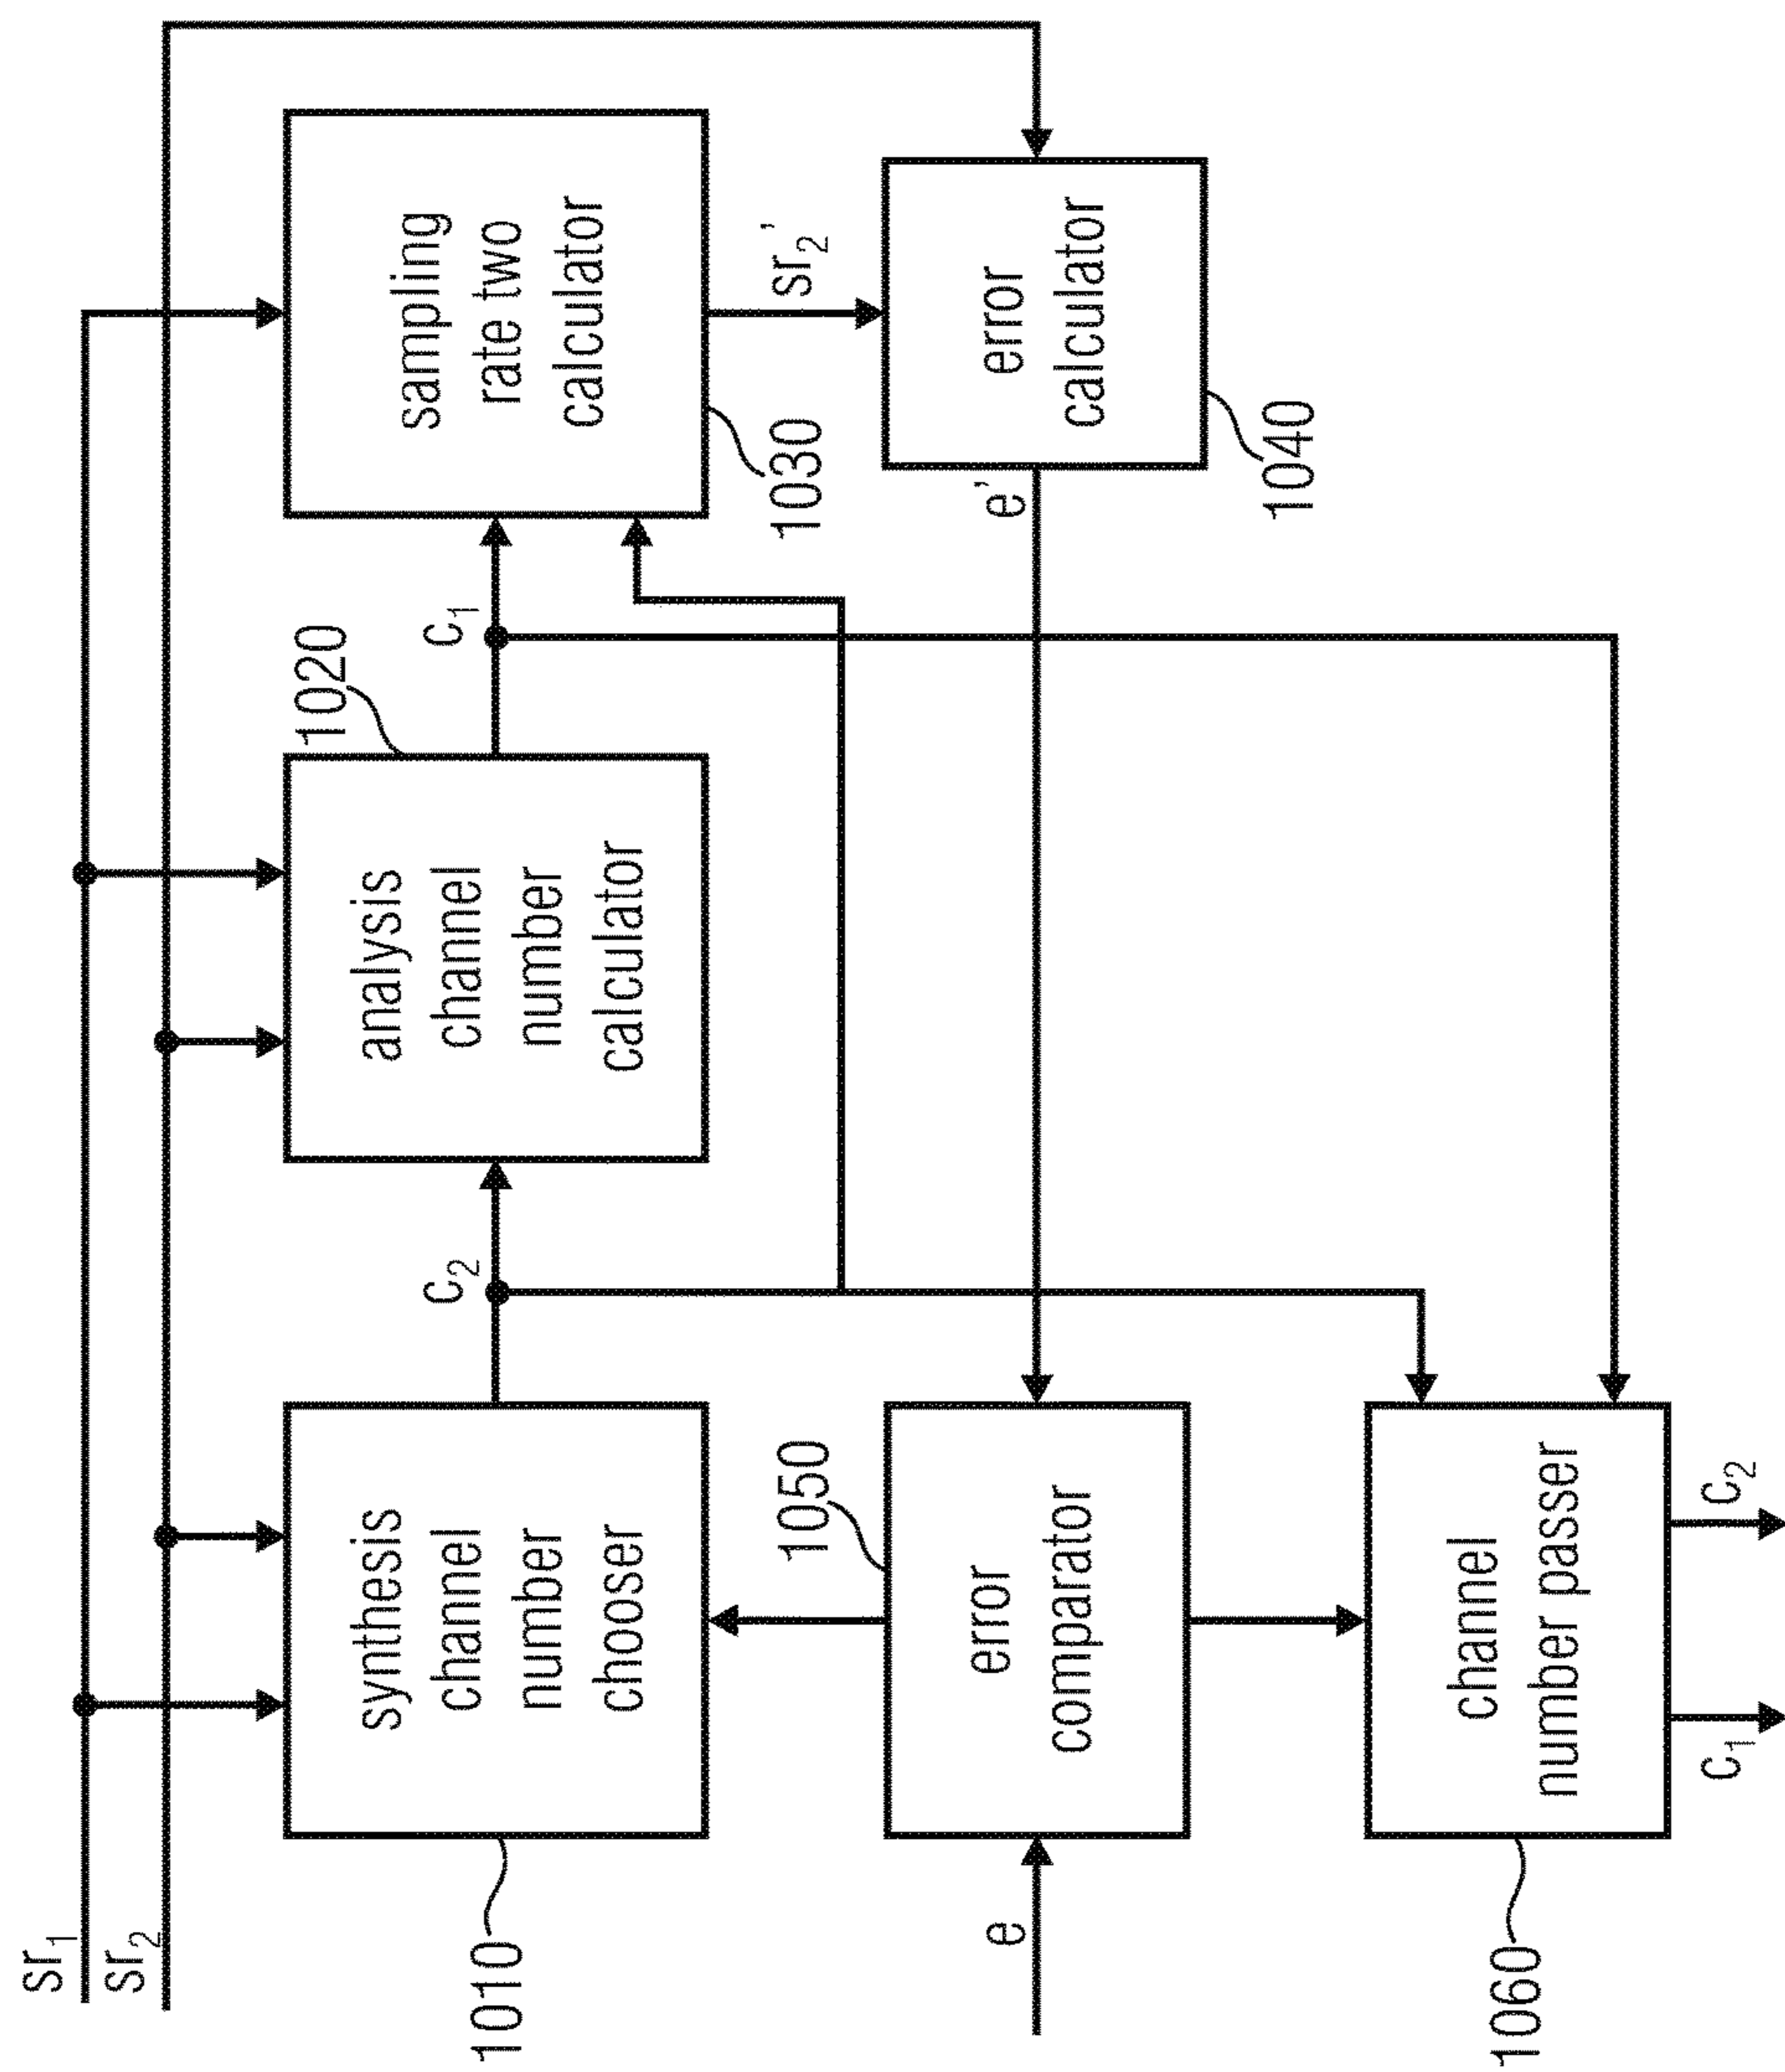 sr1
sr2
synthesis
channel
number
chooser
1010
c2
analysis
channel
number
calculator
1020
c1
sampling
rate two
calculator
1030
sr2'
error
calculator
1040
e'
e
error
comparator
1050
channel
number passer
1060
c1
c2